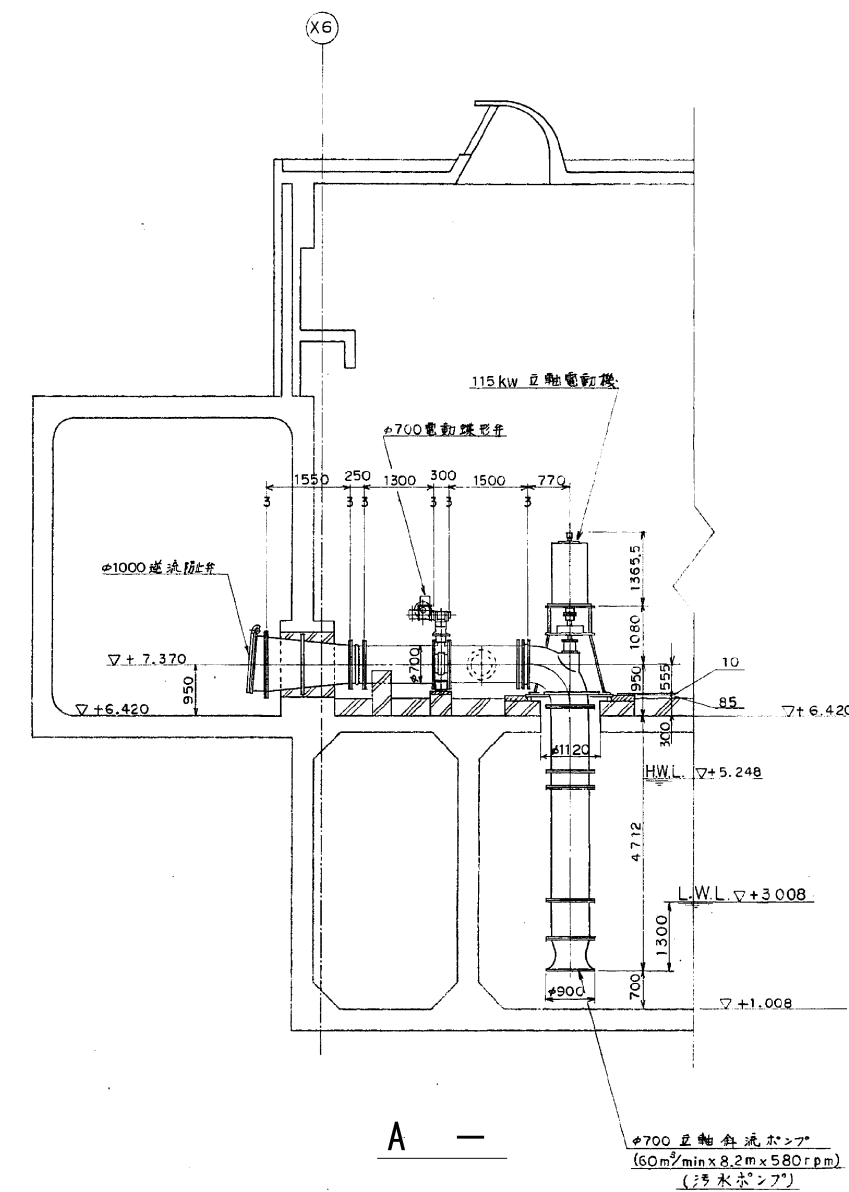 X6
115kw 立軸電動機
φ700電動蝶形弁
1550
250
1300
300
1500
770
3
3
3
3
3
3
φ1000逆流防止弁
1365.5
1080
▽+7.370
950
φ700
950
555
10
85
▽+6.420
▽+6.420
300
φ1120
H.W.L. ▽+5.248
4712
L.W.L. ▽+3.008
1300
φ900
700
▽+1.008
A —
φ700 立軸斜流ポンプ
(60m³/min×8.2m×580rpm)
(汚水ポンプ)